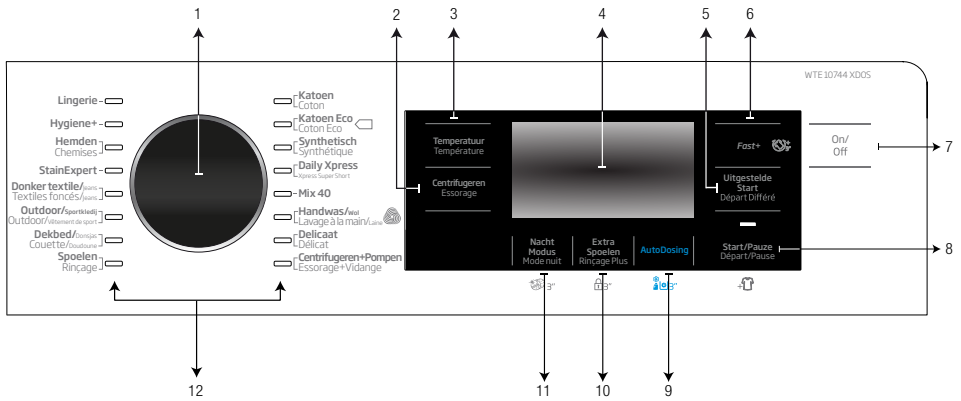 1
2
3
4
5
6
WTE 10744 XDOS
Lingerie
Hygiene+
Hemden
Chemises
StainExpert
Donker textile/Jeans
Textiles foncés/Jeans
Outdoor/Sportkledij
Outdoor/Vêtement de sport
Dekbed/Donsjas
Couette/Doudoune
Spoelen
Rinçage
Katoen
Coton
Katoen Eco
Coton Eco
Synthetisch
Synthétique
Daily Xpress
Xpress Super Short
Mix 40
Handwas/Wol
Lavage à la main/Laine
Delicaat
Délicat
Centrifugeren+Pompen
Essorage+Vidange
Temperatuur
Température
Centrifugeren
Essorage
Fast+
Uitgestelde
Start
Départ Différé
On/
Off
7
Nacht
Modus
Mode nuit
Extra
Spoelen
Rinçage Plus
AutoDosing
Start/Pauze
Départ/Pause
8
3"
3"
3"
+
12
11
10
9